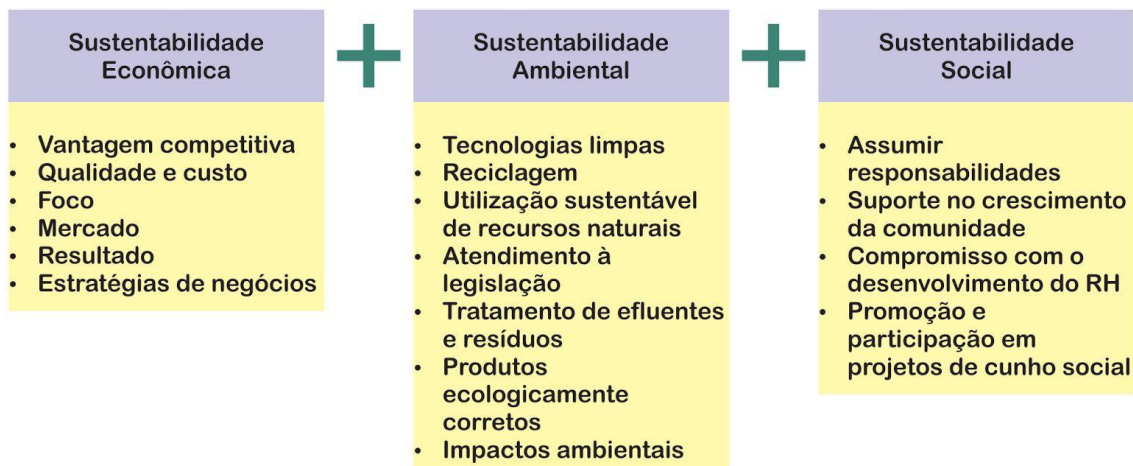 Sustentabilidade
Econômica
• Vantagem competitiva
• Qualidade e custo
• Foco
• Mercado
• Resultado
• Estratégias de negócios
+
Sustentabilidade
Ambiental
• Tecnologias limpas
• Reciclagem
• Utilização sustentável
de recursos naturais
• Atendimento à
legislação
• Tratamento de efluentes
e resíduos
• Produtos
ecologicamente
corretos
• Impactos ambientais
+
Sustentabilidade
Social
• Assumir
responsabilidades
• Suporte no crescimento
da comunidade
• Compromisso com o
desenvolvimento do RH
• Promoção e
participação em
projetos de cunho social